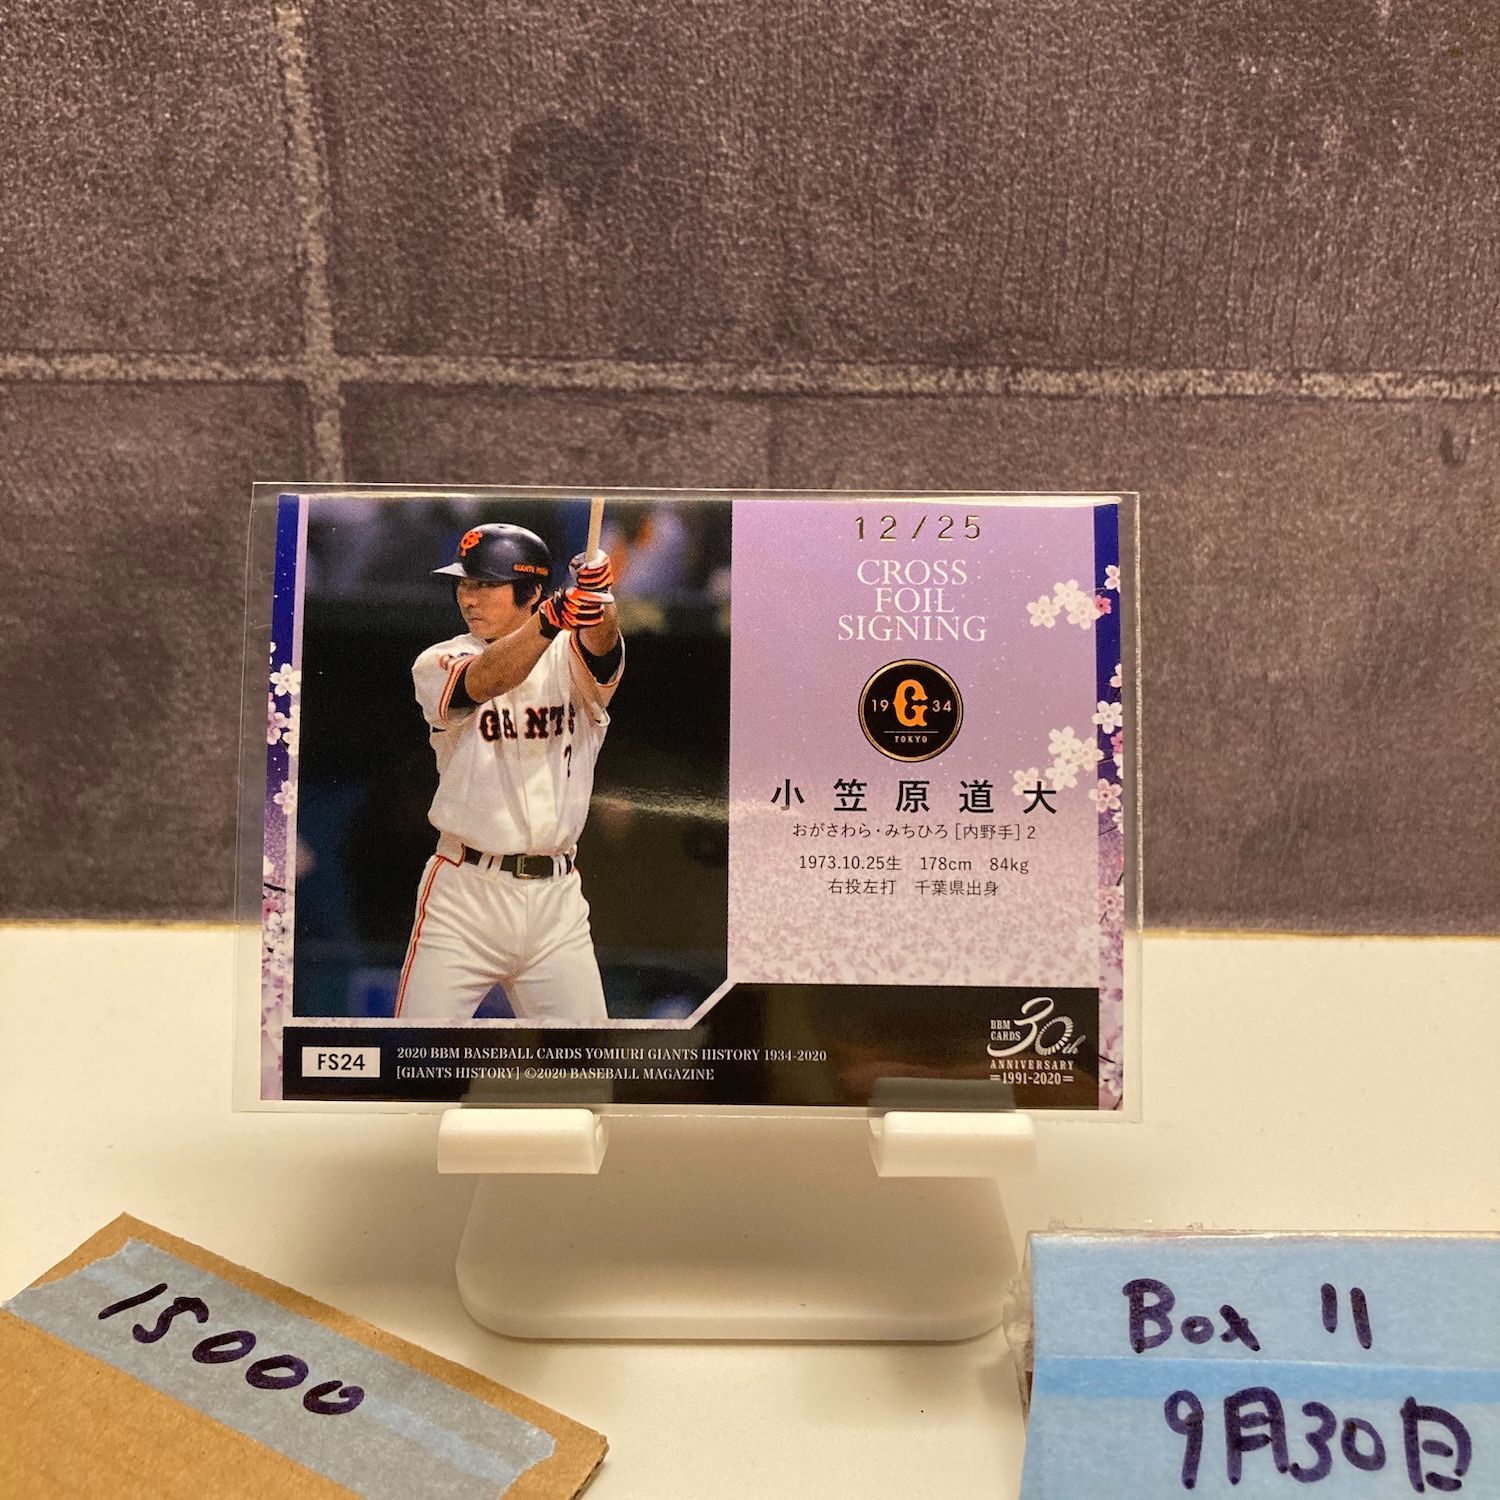 12/25
CROSS
FOIL
SIGNING
19 G 34
TOKYO
小笠原道大
おがさわら・みちひろ［内野手］2
1973.10.25生 178cm 84kg
右投左打 千葉県出身
GIANTS
2
FS24
2020 BBM BASEBALL CARDS YOMIURI GIANTS HISTORY 1934-2020
[GIANTS HISTORY] ©2020 BASEBALL MAGAZINE
BBM
CARDS
30th
ANNIVERSARY
=1991-2020=
15000
Box 11
9月30日